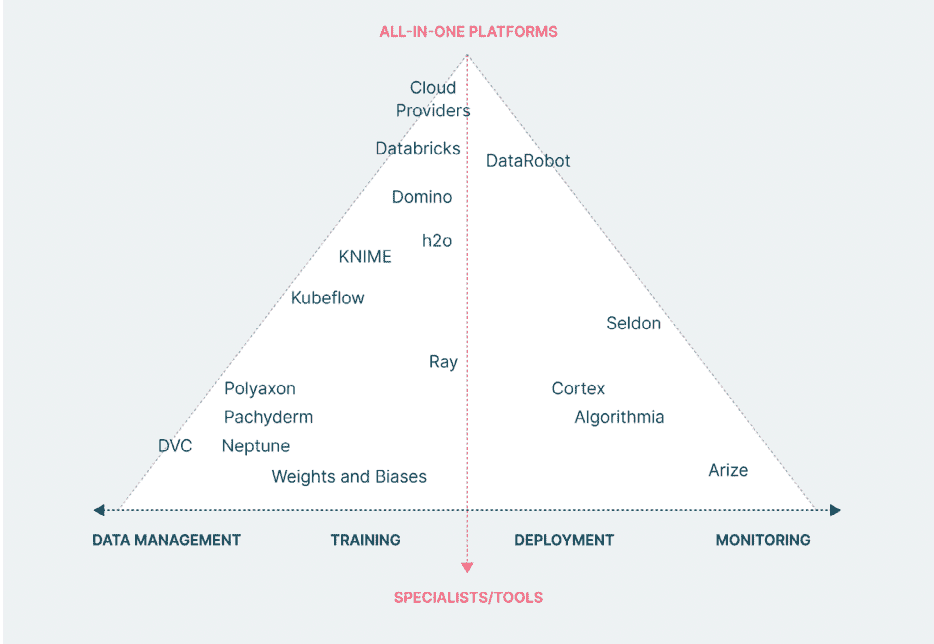 ALL-IN-ONE PLATFORMS
Cloud
Providers
Databricks
DataRobot
Domino
h2o
KNIME
Kubeflow
Seldon
Ray
Polyaxon
Cortex
Pachyderm
Algorithmia
DVC
Neptune
Weights and Biases
Arize
DATA MANAGEMENT
TRAINING
DEPLOYMENT
MONITORING
SPECIALISTS/TOOLS